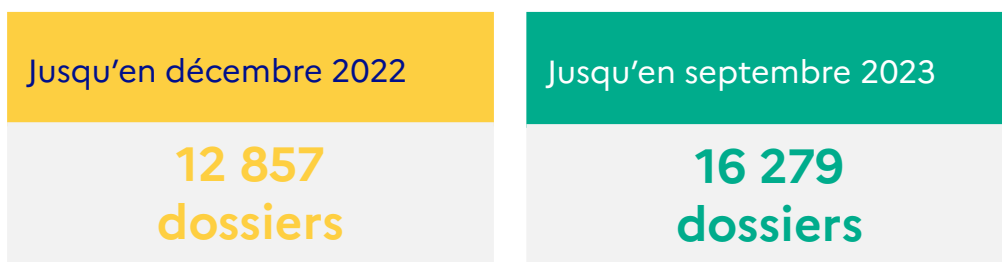 Jusqu’en décembre 2022
12 857
dossiers
Jusqu’en septembre 2023
16 279
dossiers